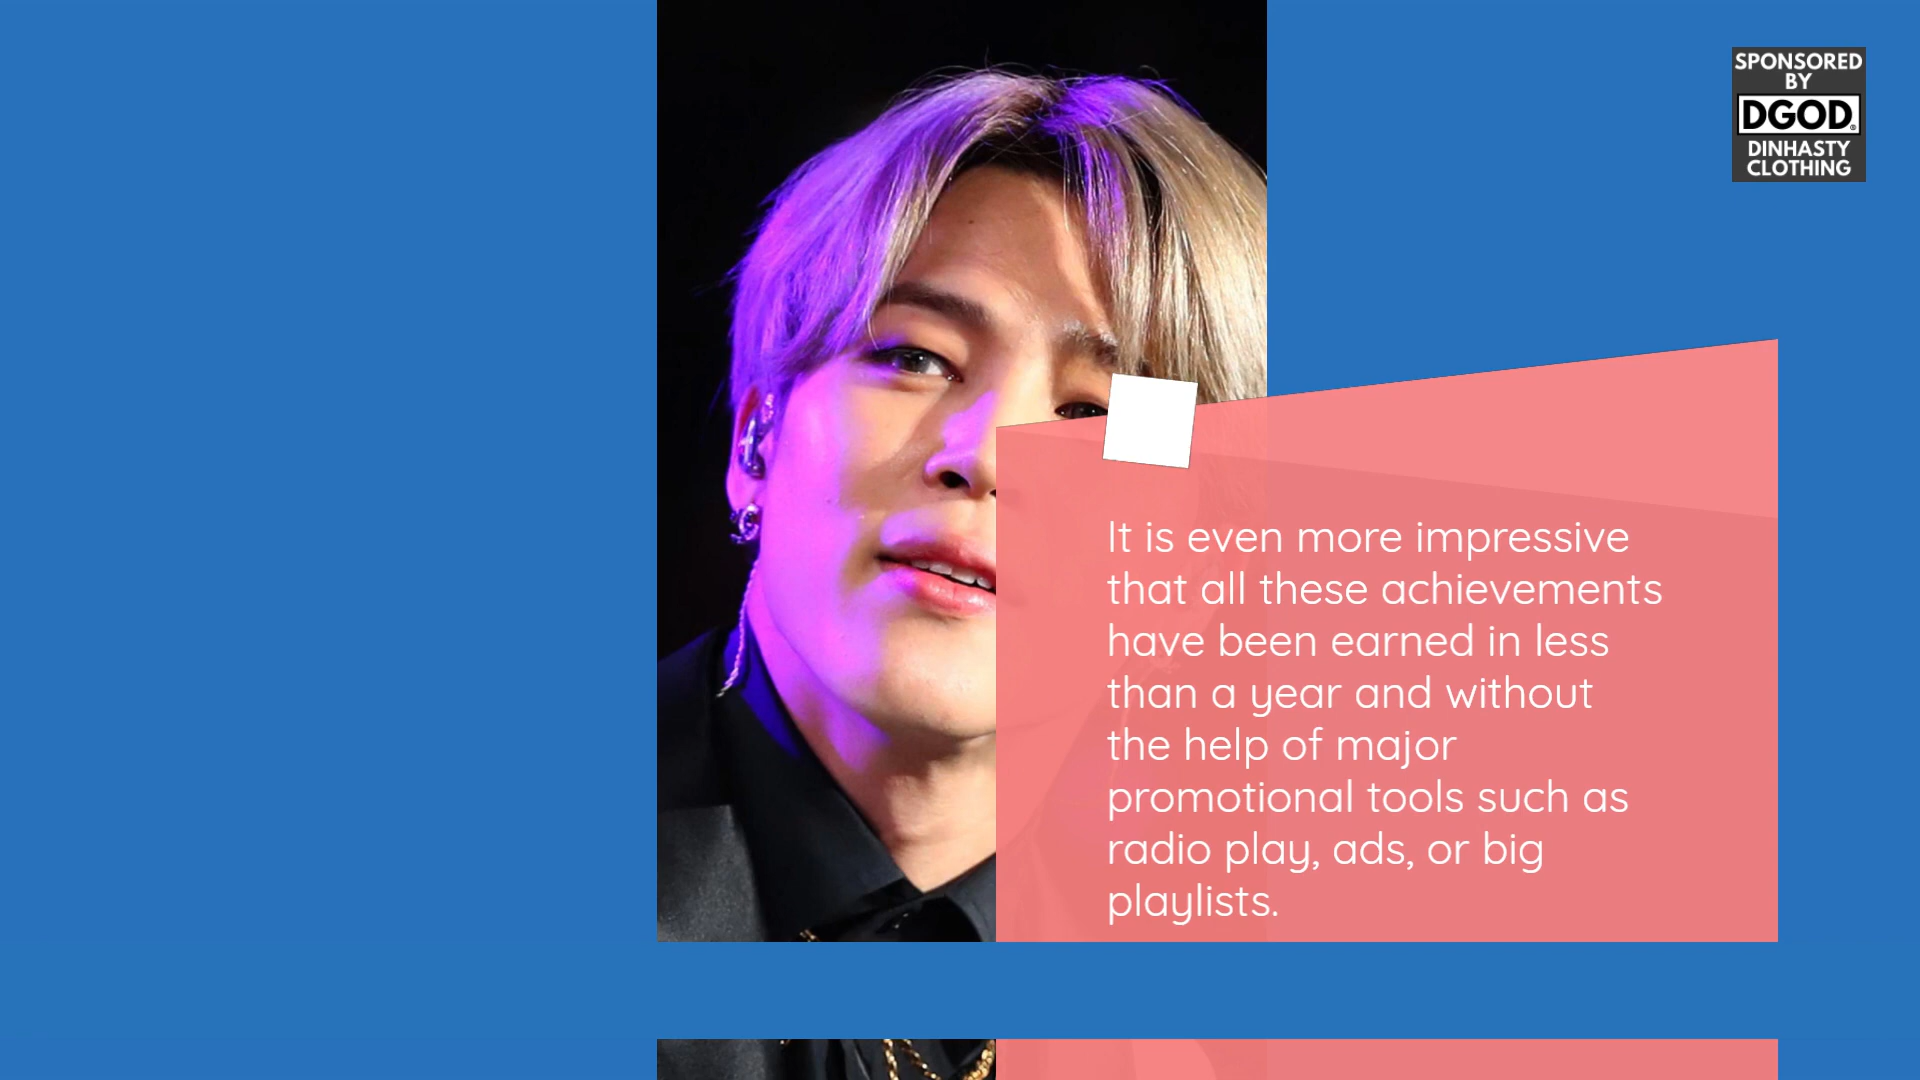 SPONSORED
BY
DGOD®
DINHASTY
CLOTHING
It is even more impressive
that all these achievements
have been earned in less
than a year and without
the help of major
promotional tools such as
radio play, ads, or big
playlists.